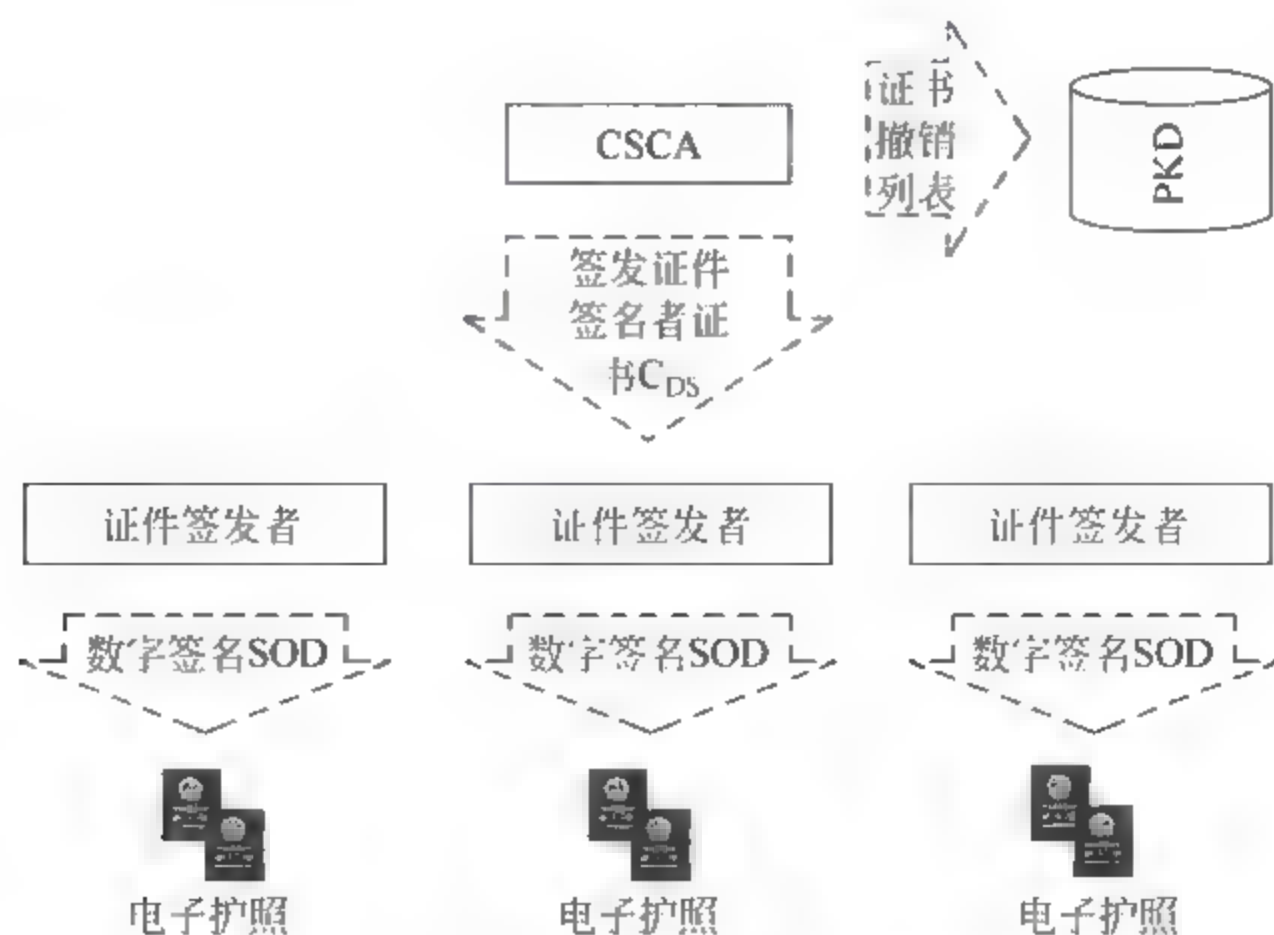 CSCA
证书
撤销
列表
PKD
签发证件
签名者证
书C_DS
证件签发者
证件签发者
证件签发者
数字签名SOD
数字签名SOD
数字签名SOD
电子护照
电子护照
电子护照